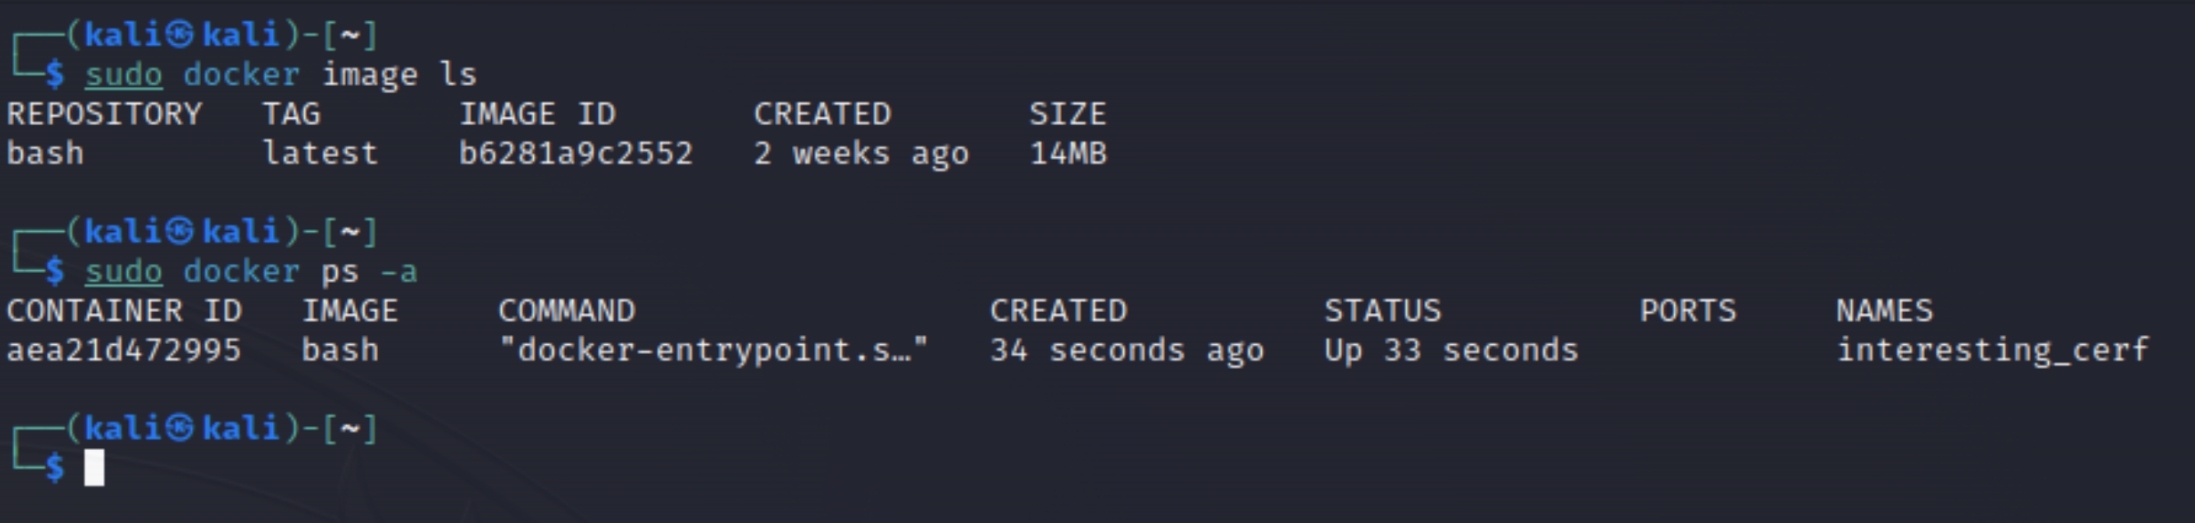 ┌──(kali㉿kali)-[~]
└─$ sudo docker image ls
REPOSITORY   TAG       IMAGE ID       CREATED       SIZE
bash         latest    b6281a9c2552   2 weeks ago   14MB
┌──(kali㉿kali)-[~]
└─$ sudo docker ps -a
CONTAINER ID   IMAGE     COMMAND                  CREATED          STATUS          PORTS     NAMES
aea21d472995   bash      "docker-entrypoint.s…"   34 seconds ago   Up 33 seconds             interesting_cerf
┌──(kali㉿kali)-[~]
└─$